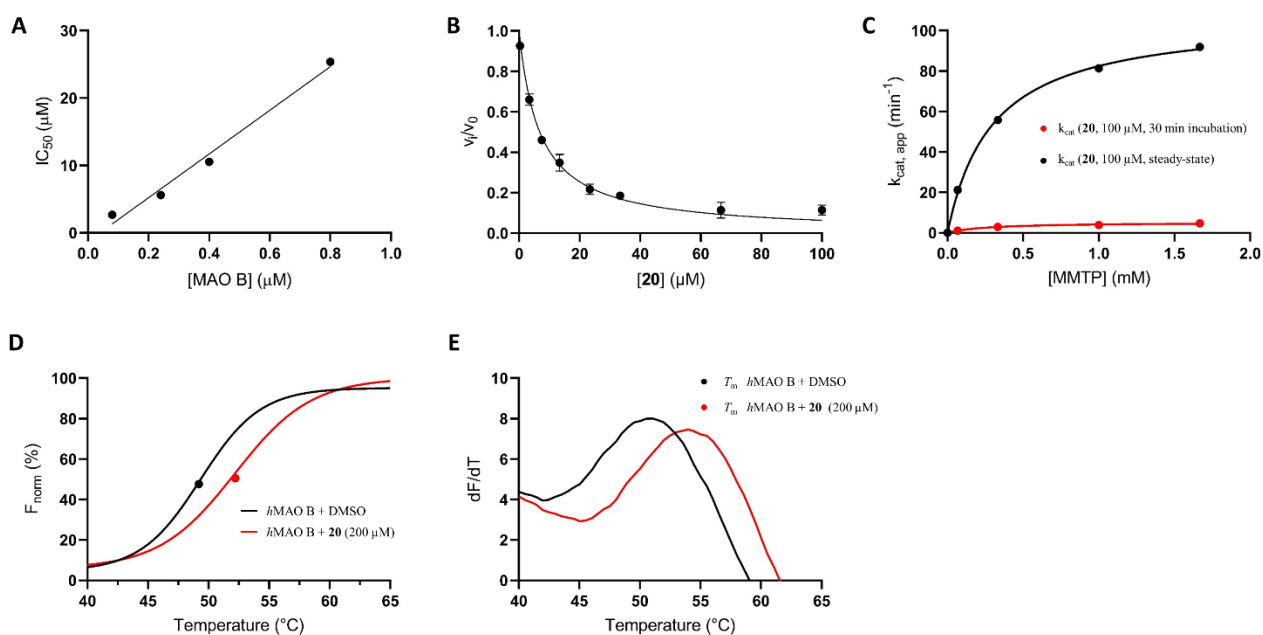 A
IC50 (µM)
30
20
10
0
0.0 0.2 0.4 0.6 0.8 1.0
[MAO B] (µM)
B
vi/v0
1.0
0.8
0.6
0.4
0.2
0.0
0 20 40 60 80 100
[20] (µM)
C
kcat, app (min-1)
100
80
60
40
20
0
kcat (20, 100 µM, 30 min incubation)
kcat (20, 100 µM, steady-state)
0.0 0.5 1.0 1.5 2.0
[MMTP] (mM)
D
Fnorm (%)
100
80
60
40
20
0
hMAO B + DMSO
hMAO B + 20 (200 µM)
40 45 50 55 60 65
Temperature (°C)
E
dF/dT
10
8
6
4
2
0
Tm hMAO B + DMSO
Tm hMAO B + 20 (200 µM)
40 45 50 55 60 65
Temperature (°C)